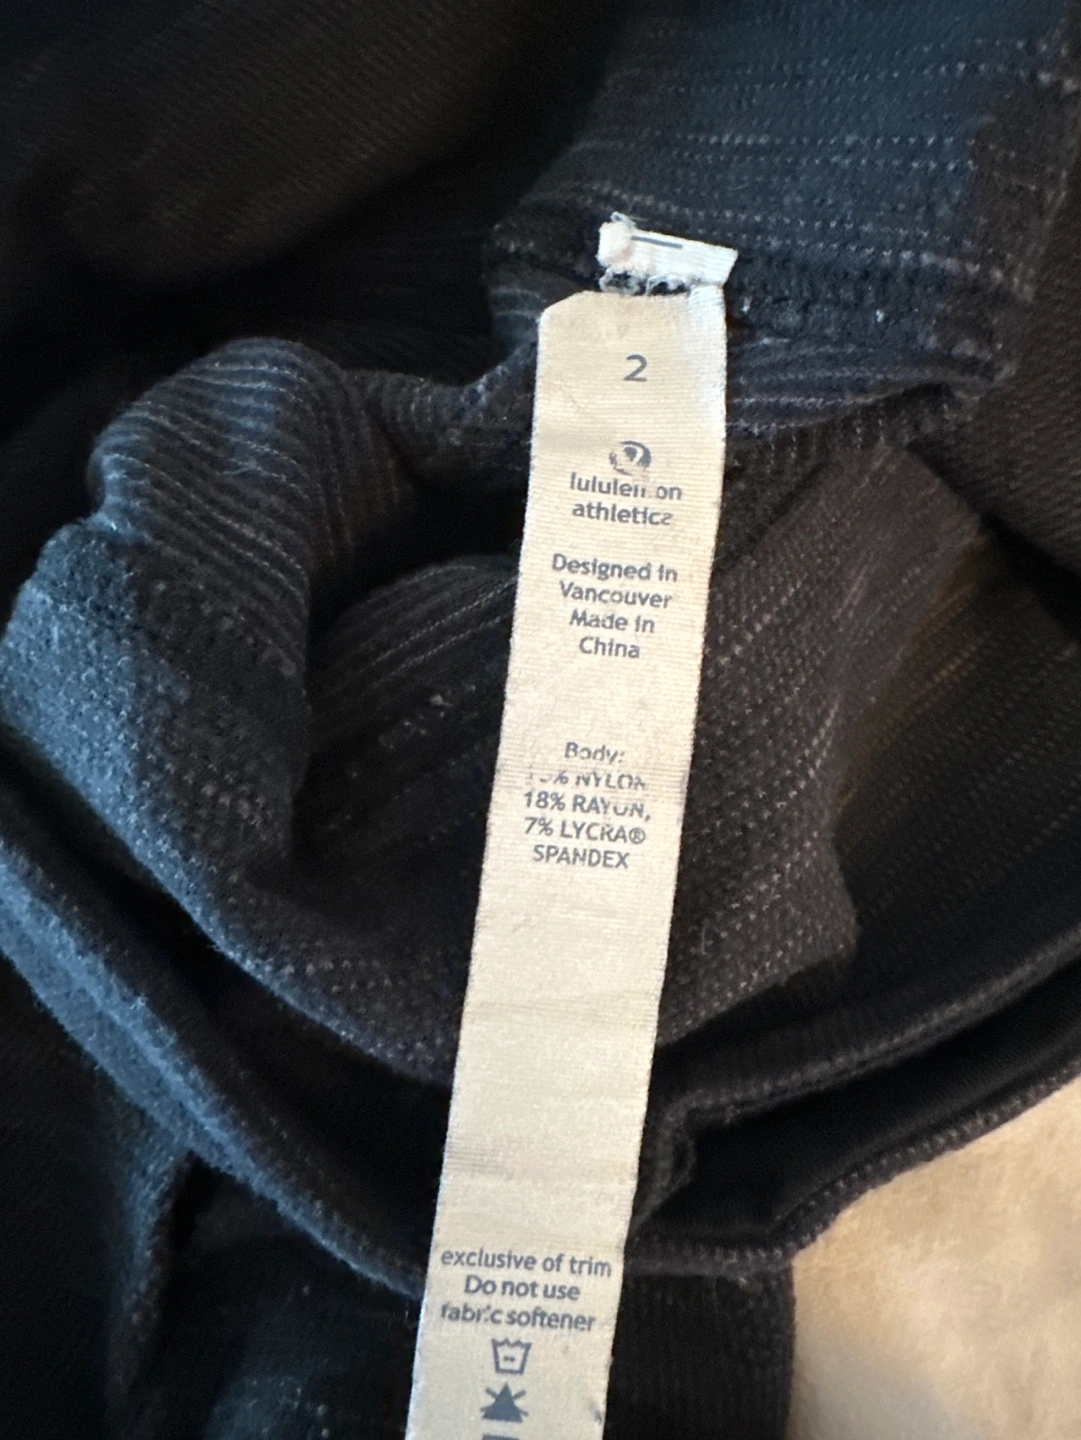 2
lululemon
athletica
Designed in
Vancouver
Made in
China
Body:
% NYLON
18% RAYON,
7% LYCRA®
SPANDEX
exclusive of trim
Do not use
fabric softener